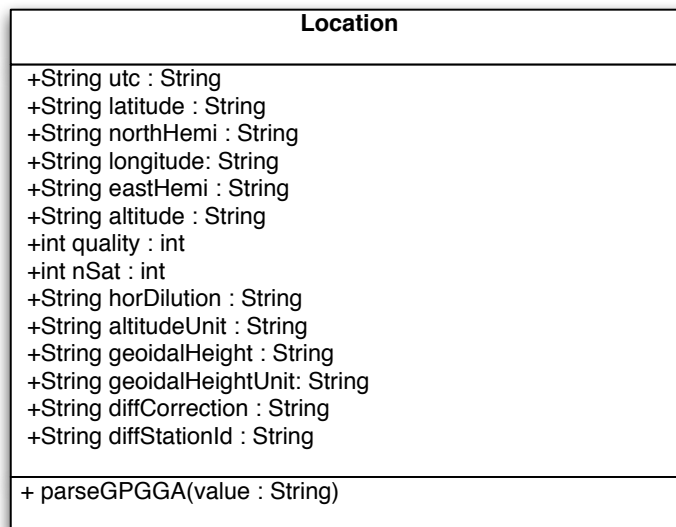 Location
+String utc : String
+String latitude : String
+String northHemi : String
+String longitude: String
+String eastHemi : String
+String altitude : String
+int quality : int
+int nSat : int
+String horDilution : String
+String altitudeUnit : String
+String geoidalHeight : String
+String geoidalHeightUnit: String
+String diffCorrection : String
+String diffStationId : String
+ parseGPGGA(value : String)